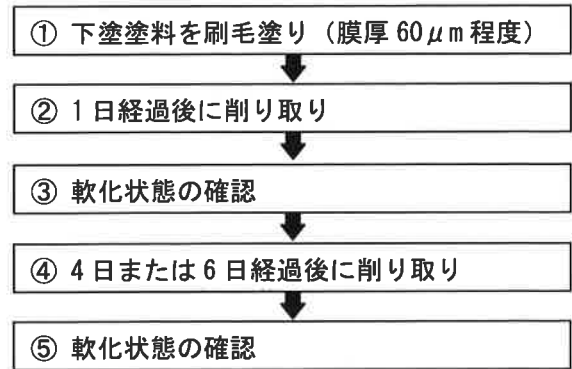 ① 下塗塗料を刷毛塗り（膜厚 60μm 程度）
② 1日経過後に削り取り
③ 軟化状態の確認
④ 4日または6日経過後に削り取り
⑤ 軟化状態の確認